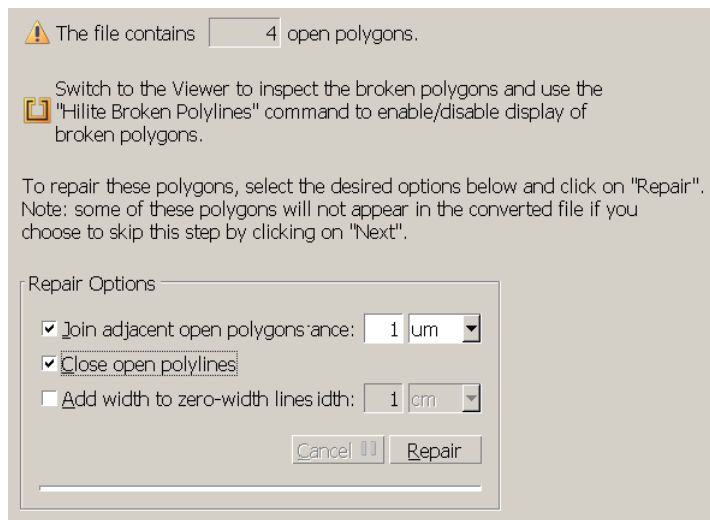 The file contains 4 open polygons.
Switch to the Viewer to inspect the broken polygons and use the
"Hilite Broken Polylines" command to enable/disable display of
broken polygons.
To repair these polygons, select the desired options below and click on "Repair".
Note: some of these polygons will not appear in the converted file if you
choose to skip this step by clicking on "Next".
Repair Options
Join adjacent open polygons ance: 1 um
Close open polylines
Add width to zero-width lines idth: 1 cm
Cancel Repair